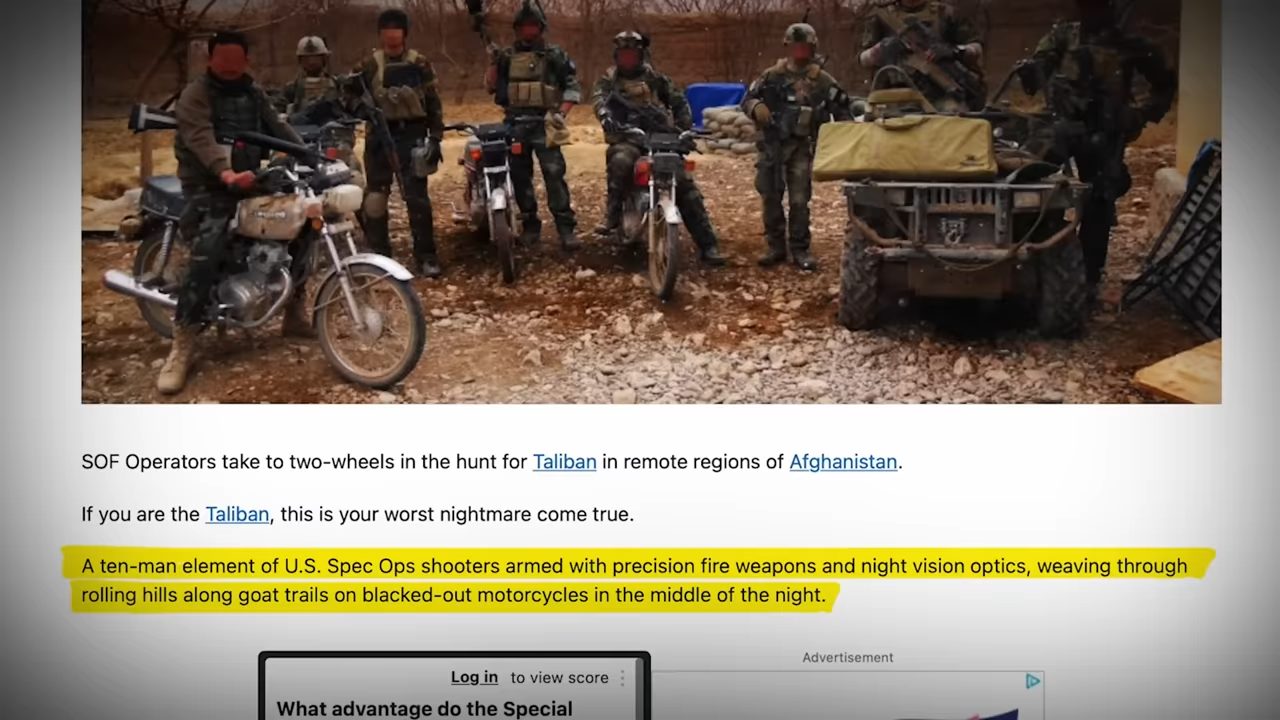 SOF Operators take to two-wheels in the hunt for Taliban in remote regions of Afghanistan.
If you are the Taliban, this is your worst nightmare come true.
A ten-man element of U.S. Spec Ops shooters armed with precision fire weapons and night vision optics, weaving through
rolling hills along goat trails on blacked-out motorcycles in the middle of the night.
Advertisement
Log in to view score
What advantage do the Special